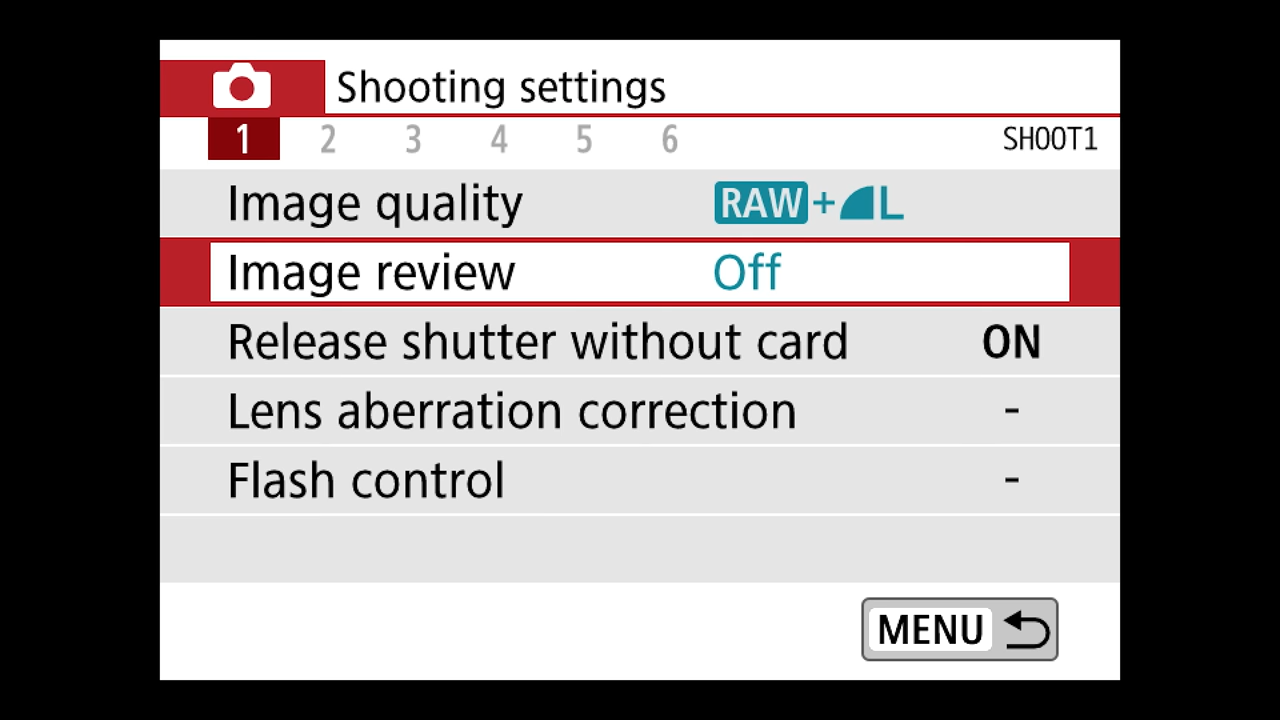 Shooting settings
1 2 3 4 5 6 SHOOT1
Image quality RAW+L
Image review Off
Release shutter without card ON
Lens aberration correction -
Flash control -
MENU